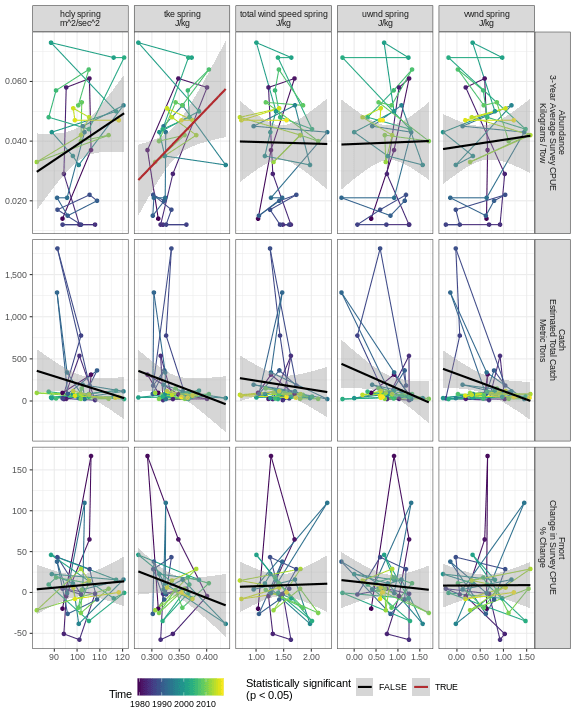 hdly spring
m^2/sec^2
tke spring
J/kg
total wind speed spring
J/kg
uwnd spring
J/kg
vwnd spring
J/kg
0.060
0.040
0.020
3-Year Average Survey CPUE
Kilograms / Tow
Abundance
1,500
1,000
500
0
Catch
Estimated Total Catch
Metric Tons
150
100
50
0
-50
Fmort
Change in Survey CPUE
% Change
90 100 110 120
0.300 0.350 0.400
1.00 1.50 2.00
0.00 0.50 1.00 1.50
0.00 0.50 1.00 1.50
Time
1980 1990 2000 2010
Statistically significant
(p < 0.05)
FALSE
TRUE